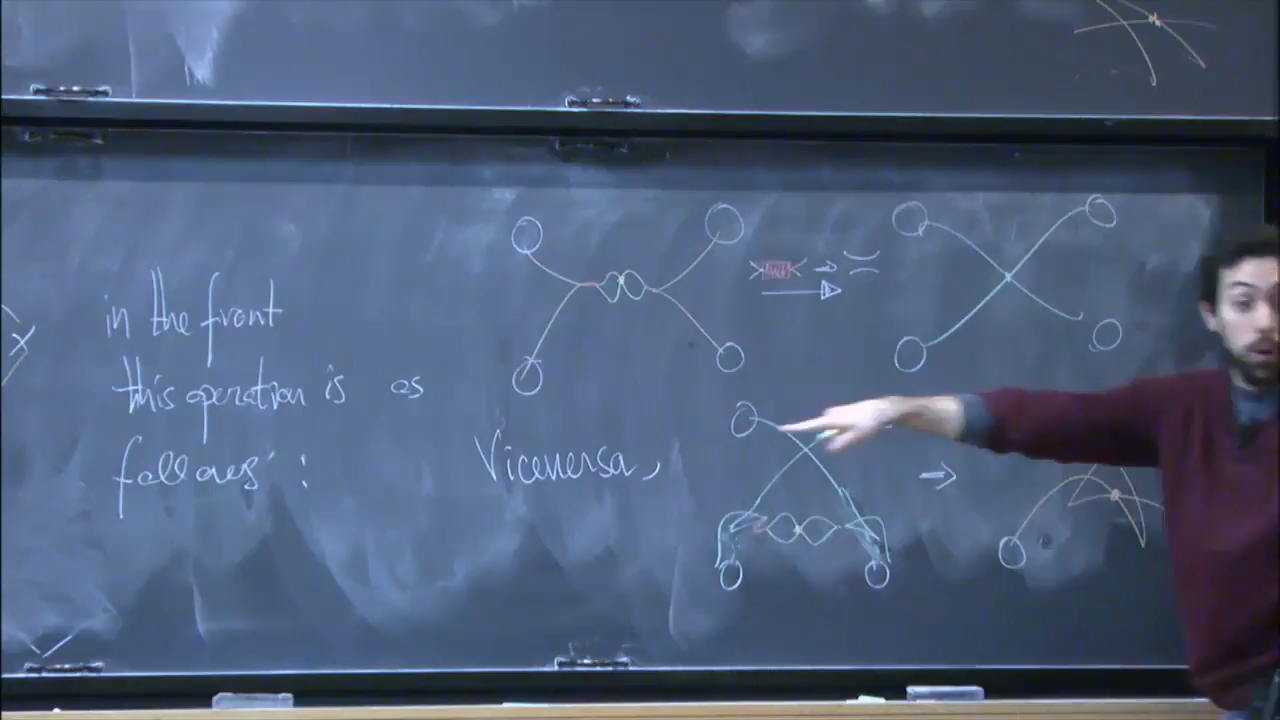 in the front
this operation is as
follows :
Viceversa,